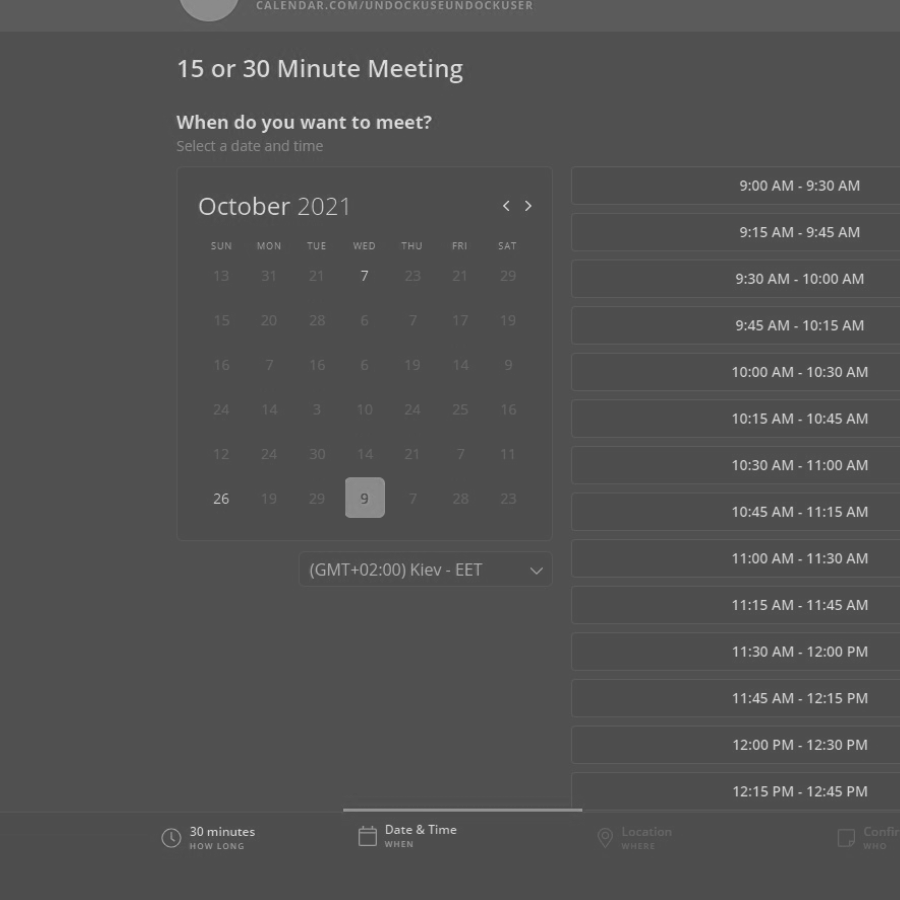 CALENDAR.COM/UNDOCKUSEUNDOCKUSER
15 or 30 Minute Meeting
When do you want to meet?
Select a date and time
October 2021
SUN MON TUE WED THU FRI SAT
13 31 21 7 23 21 29
15 20 28 6 7 17 19
16 7 16 6 19 14 9
24 14 3 10 24 25 16
12 24 30 14 21 7 11
26 19 29 9 7 28 23
(GMT+02:00) Kiev - EET
9:00 AM - 9:30 AM
9:15 AM - 9:45 AM
9:30 AM - 10:00 AM
9:45 AM - 10:15 AM
10:00 AM - 10:30 AM
10:15 AM - 10:45 AM
10:30 AM - 11:00 AM
10:45 AM - 11:15 AM
11:00 AM - 11:30 AM
11:15 AM - 11:45 AM
11:30 AM - 12:00 PM
11:45 AM - 12:15 PM
12:00 PM - 12:30 PM
12:15 PM - 12:45 PM
30 minutes
HOW LONG
Date & Time
WHEN
Location
WHERE
Confir
WHO